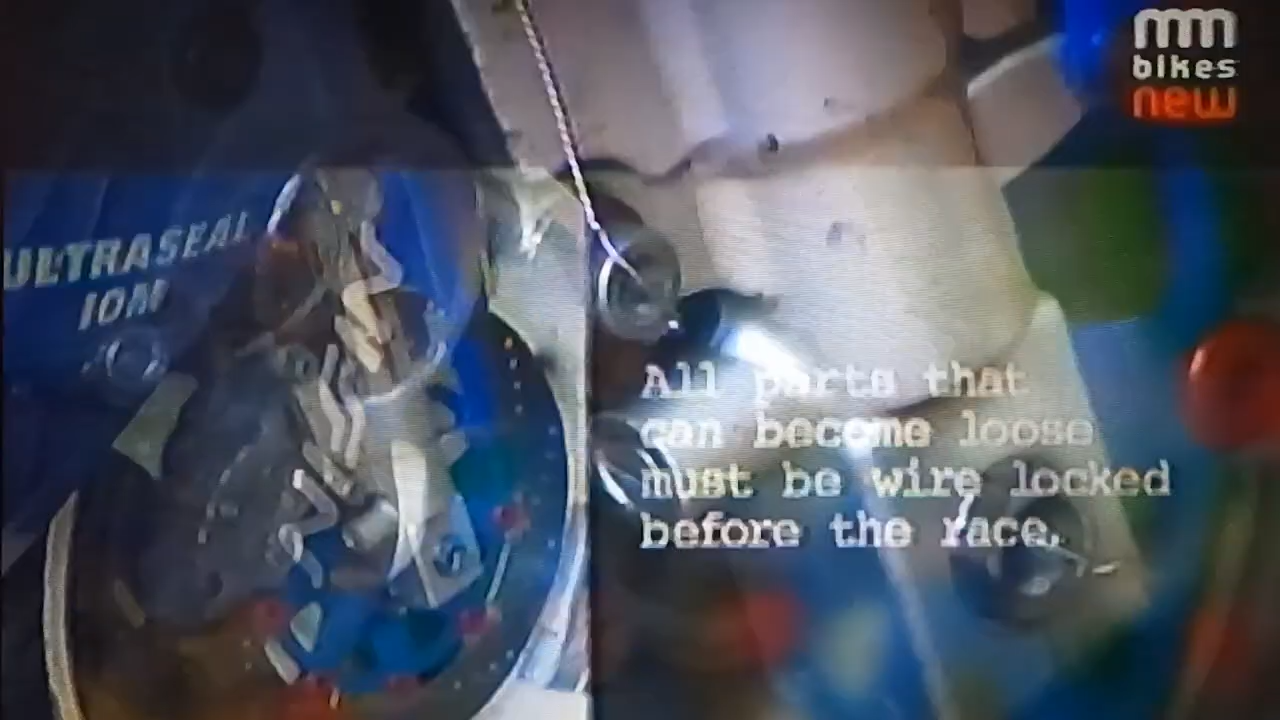 mm
bikes
new
ULTRASEAL
IOM
All parts that
can become loose
must be wire locked
before the race.